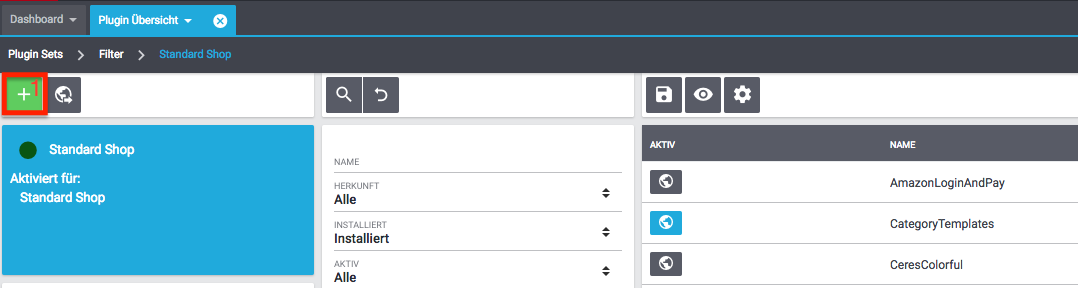 Dashboard
Plugin Übersicht
Plugin Sets
Filter
Standard Shop
1
Standard Shop
Aktiviert für:
Standard Shop
NAME
HERKUNFT
Alle
INSTALLIERT
Installiert
AKTIV
Alle
AKTIV NAME
AmazonLoginAndPay
CategoryTemplates
CeresColorful